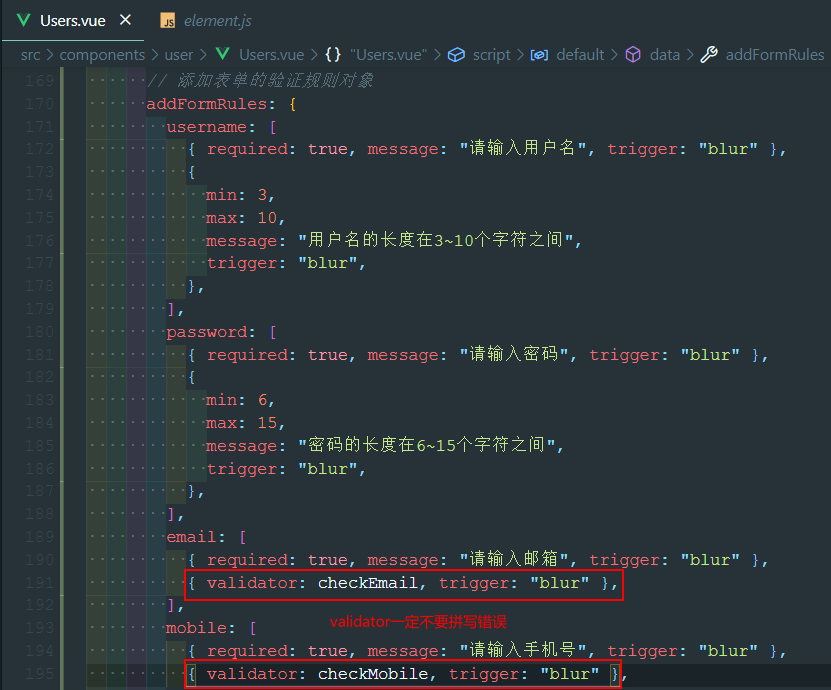 Users.vue × JS element.js
src > components > user > Users.vue > {} "Users.vue" > script > default > data > addFormRules
169 // 添加表单的验证规则对象
170 addFormRules: {
171 username: [
172 { required: true, message: "请输入用户名", trigger: "blur" },
173 {
174 min: 3,
175 max: 10,
176 message: "用户名的长度在3~10个字符之间",
177 trigger: "blur",
178 },
179 ],
180 password: [
181 { required: true, message: "请输入密码", trigger: "blur" },
182 {
183 min: 6,
184 max: 15,
185 message: "密码的长度在6~15个字符之间",
186 trigger: "blur",
187 },
188 ],
189 email: [
190 { required: true, message: "请输入邮箱", trigger: "blur" },
191 { validator: checkEmail, trigger: "blur" },
192 ],
validator一定不要拼写错误
193 mobile: [
194 { required: true, message: "请输入手机号", trigger: "blur" },
195 { validator: checkMobile, trigger: "blur" },